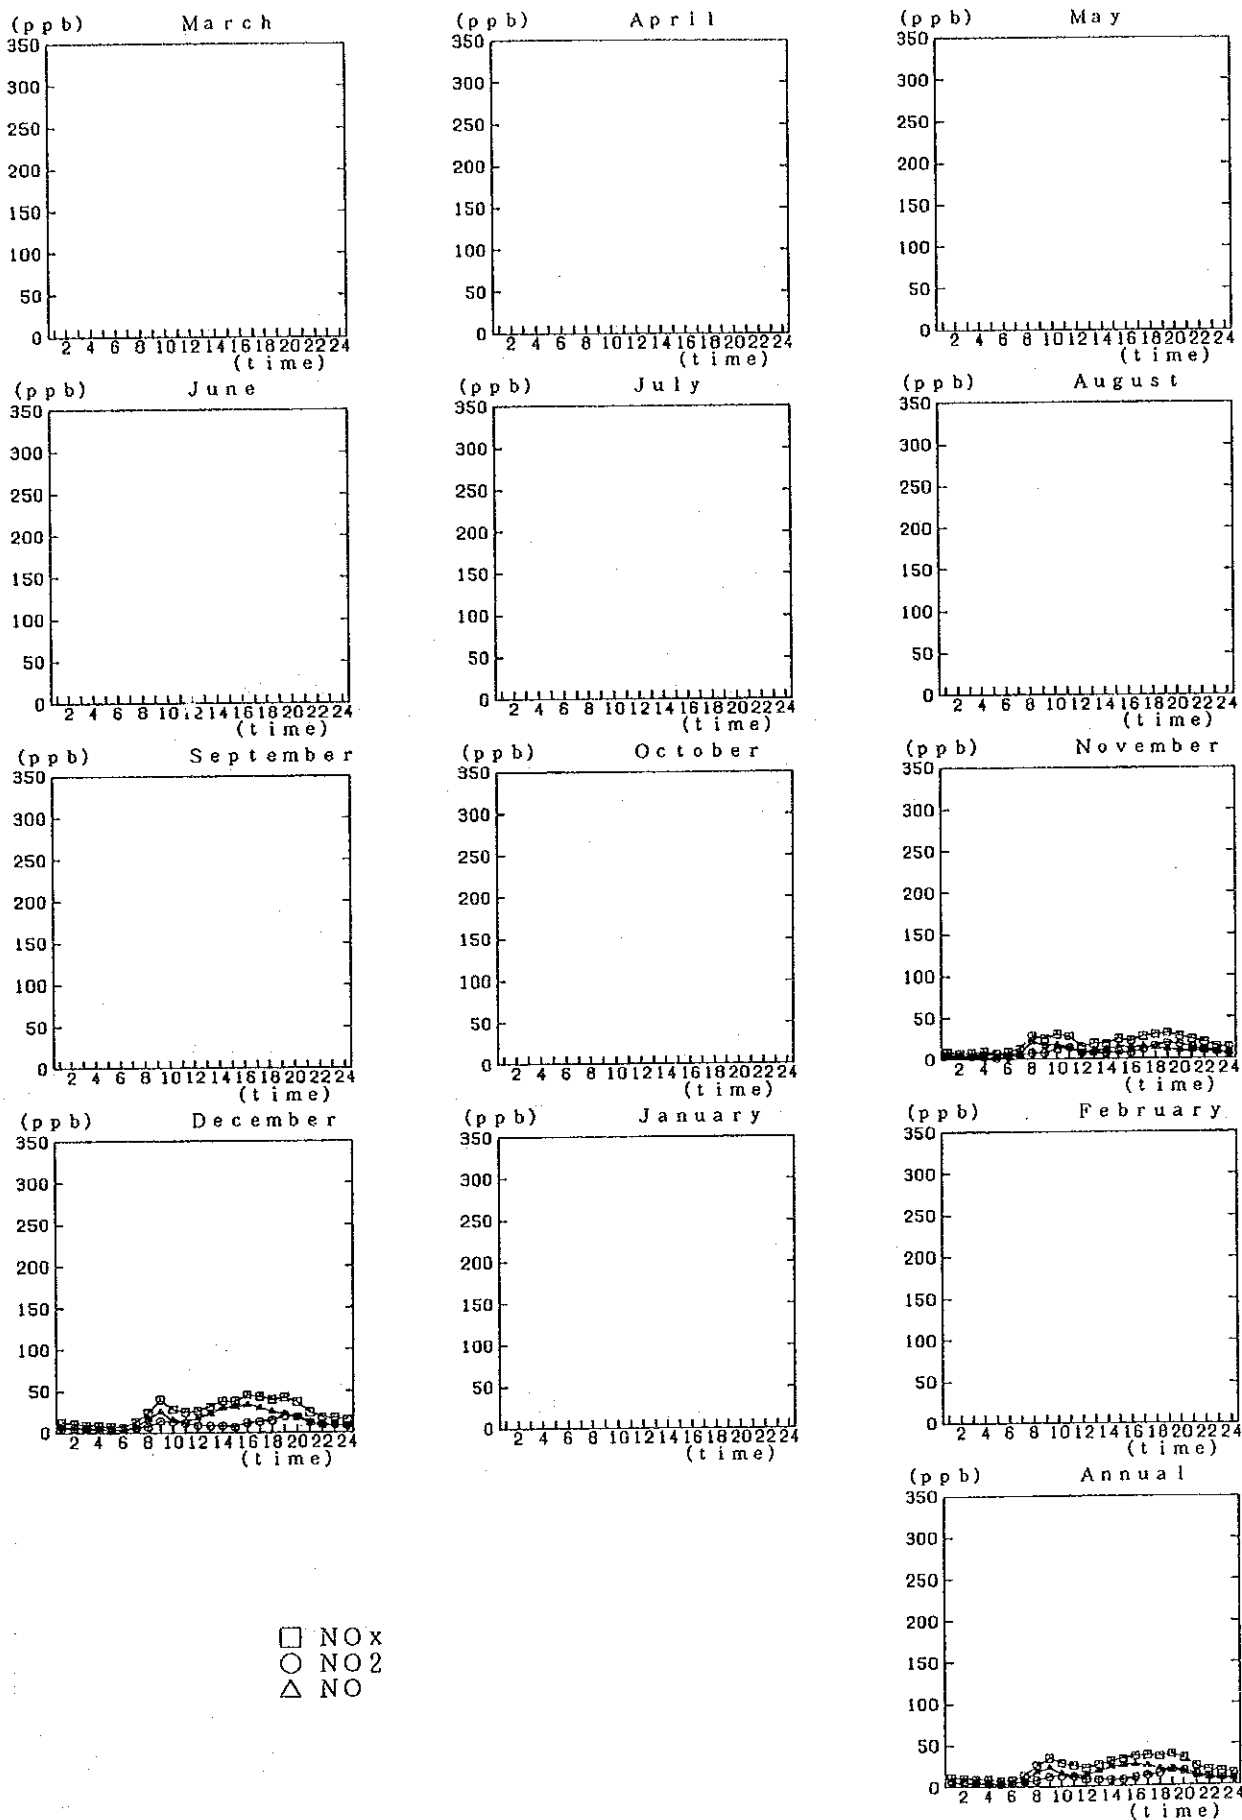 (ppb) March
350
300
250
200
150
100
50
0
2 4 6 8 10 12 14 16 18 20 22 24
(time)
(ppb) April
350
300
250
200
150
100
50
0
2 4 6 8 10 12 14 16 18 20 22 24
(time)
(ppb) May
350
300
250
200
150
100
50
0
2 4 6 8 10 12 14 16 18 20 22 24
(time)
(ppb) June
350
300
250
200
150
100
50
0
2 4 6 8 10 12 14 16 18 20 22 24
(time)
(ppb) July
350
300
250
200
150
100
50
0
2 4 6 8 10 12 14 16 18 20 22 24
(time)
(ppb) August
350
300
250
200
150
100
50
0
2 4 6 8 10 12 14 16 18 20 22 24
(time)
(ppb) September
350
300
250
200
150
100
50
0
2 4 6 8 10 12 14 16 18 20 22 24
(time)
(ppb) October
350
300
250
200
150
100
50
0
2 4 6 8 10 12 14 16 18 20 22 24
(time)
(ppb) November
350
300
250
200
150
100
50
0
2 4 6 8 10 12 14 16 18 20 22 24
(time)
(ppb) December
350
300
250
200
150
100
50
0
2 4 6 8 10 12 14 16 18 20 22 24
(time)
(ppb) January
350
300
250
200
150
100
50
0
2 4 6 8 10 12 14 16 18 20 22 24
(time)
(ppb) February
350
300
250
200
150
100
50
0
2 4 6 8 10 12 14 16 18 20 22 24
(time)
(ppb) Annual
350
300
250
200
150
100
50
0
2 4 6 8 10 12 14 16 18 20 22 24
(time)
NOx
NO2
NO